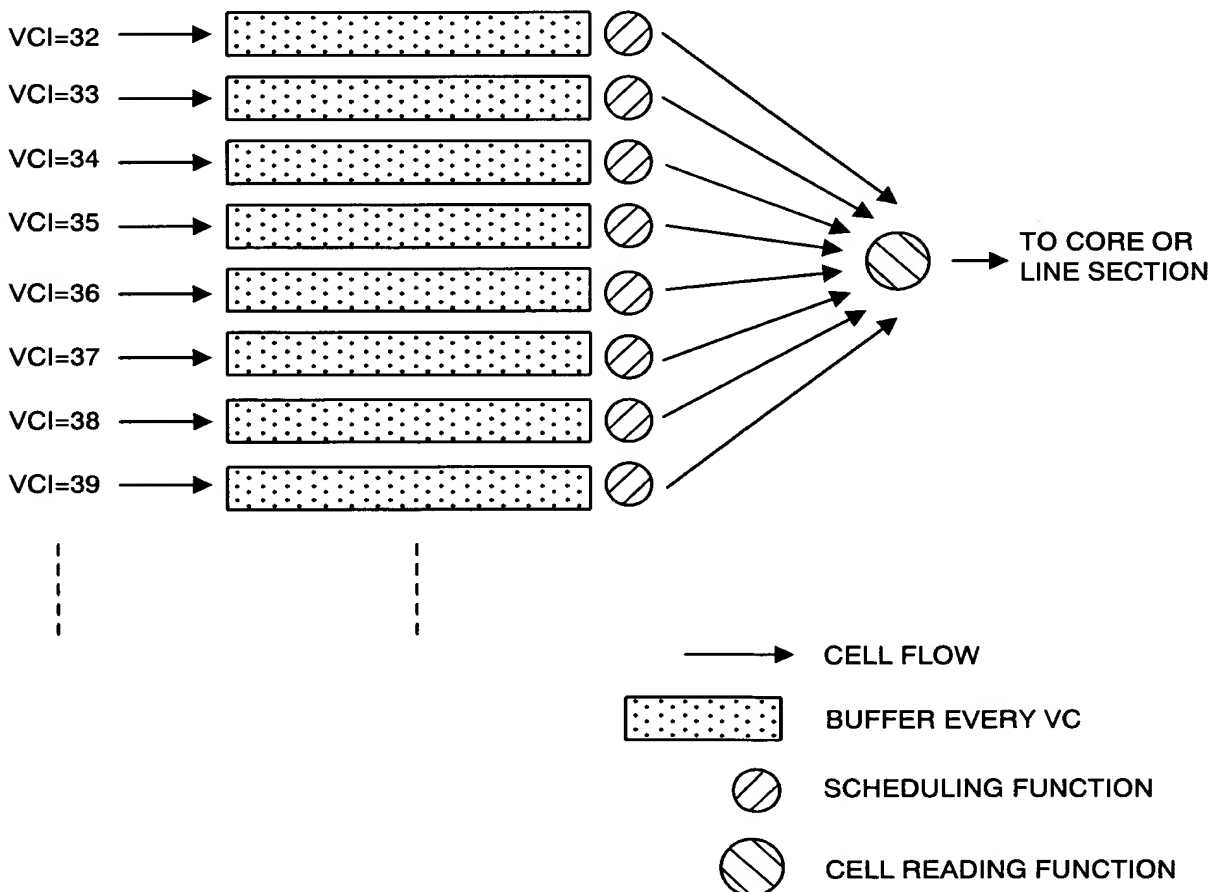 VCI=32
VCI=33
VCI=34
VCI=35
VCI=36
VCI=37
VCI=38
VCI=39
TO CORE OR
LINE SECTION
CELL FLOW
BUFFER EVERY VC
SCHEDULING FUNCTION
CELL READING FUNCTION